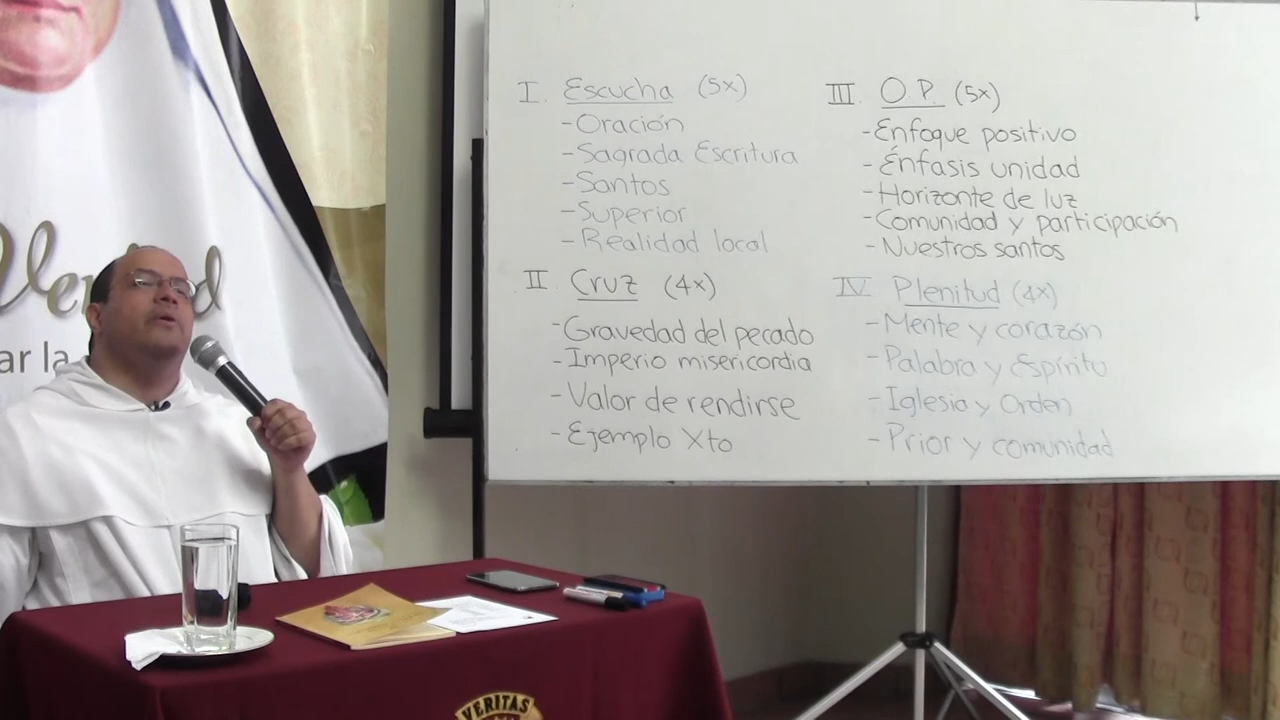 I. Escucha (5x)
- Oración
- Sagrada Escritura
- Santos
- Superior
- Realidad local
II Cruz (4x)
- Gravedad del pecado
- Imperio misericordia
- Valor de rendirse
- Ejemplo Xto
III. O.P. (5x)
- Enfoque positivo
- Énfasis unidad
- Horizonte de luz
- Comunidad y participación
- Nuestros santos
IV. Plenitud (4x)
- Mente y corazón
- Palabra y Espíritu
- Iglesia y Orden
- Prior y comunidad
ar la
VERITAS